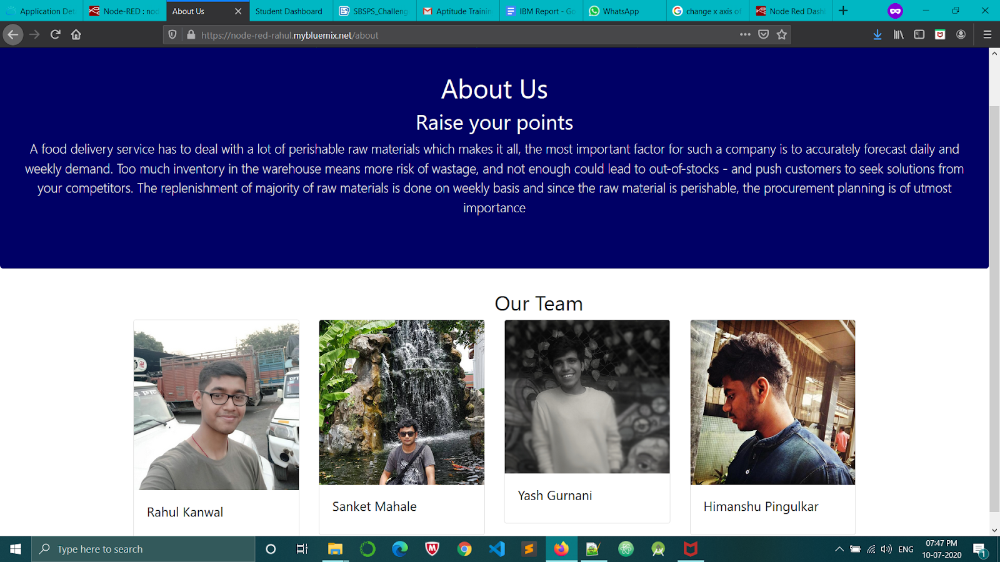 Application Det
Node-RED : nod
About Us
Student Dashboard
SBSPS_Challeng
Aptitude Trainin
IBM Report - Go
WhatsApp
change x axis of
Node Red Dash
https://node-red-rahul.mybluemix.net/about
About Us
Raise your points
A food delivery service has to deal with a lot of perishable raw materials which makes it all, the most important factor for such a company is to accurately forecast daily and
weekly demand. Too much inventory in the warehouse means more risk of wastage, and not enough could lead to out-of-stocks - and push customers to seek solutions from
your competitors. The replenishment of majority of raw materials is done on weekly basis and since the raw material is perishable, the procurement planning is of utmost
importance
Our Team
Rahul Kanwal
Sanket Mahale
Yash Gurnani
Himanshu Pingulkar
Type here to search
ENG
07:47 PM
10-07-2020
1